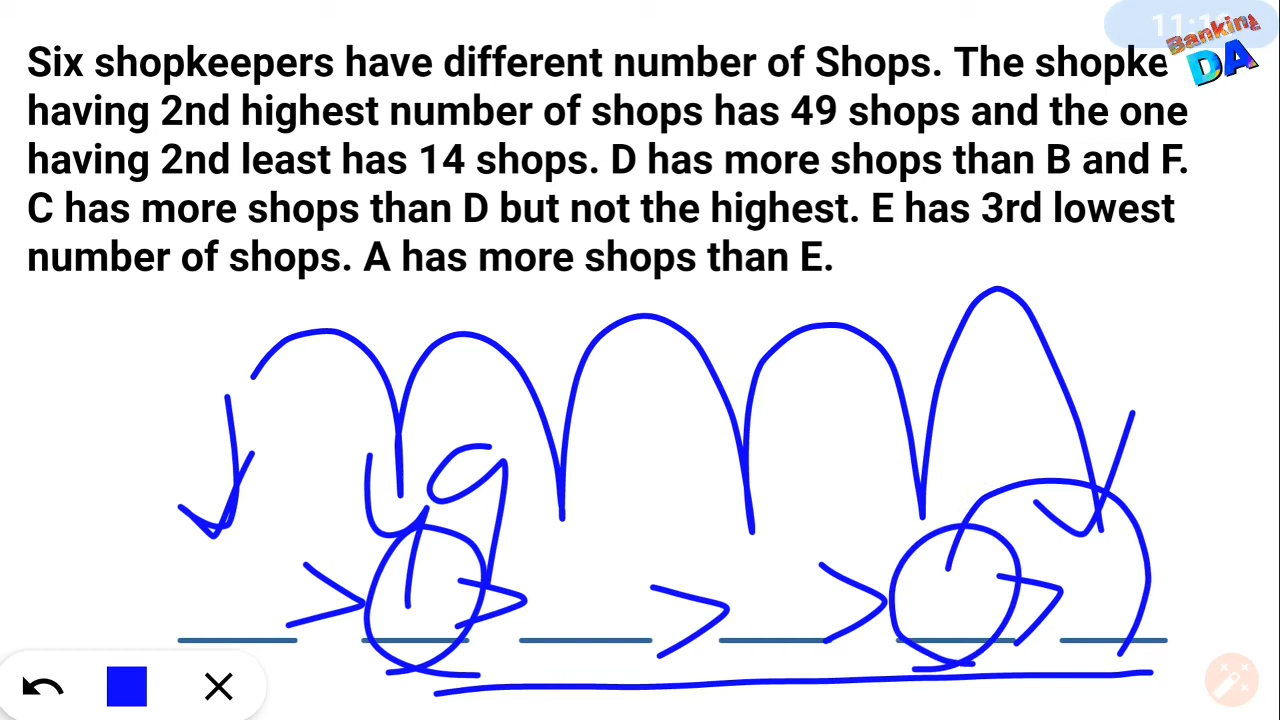 Six shopkeepers have different number of Shops. The shopke
having 2nd highest number of shops has 49 shops and the one
having 2nd least has 14 shops. D has more shops than B and F.
C has more shops than D but not the highest. E has 3rd lowest
number of shops. A has more shops than E.
Banking
DA
49
> > > > >